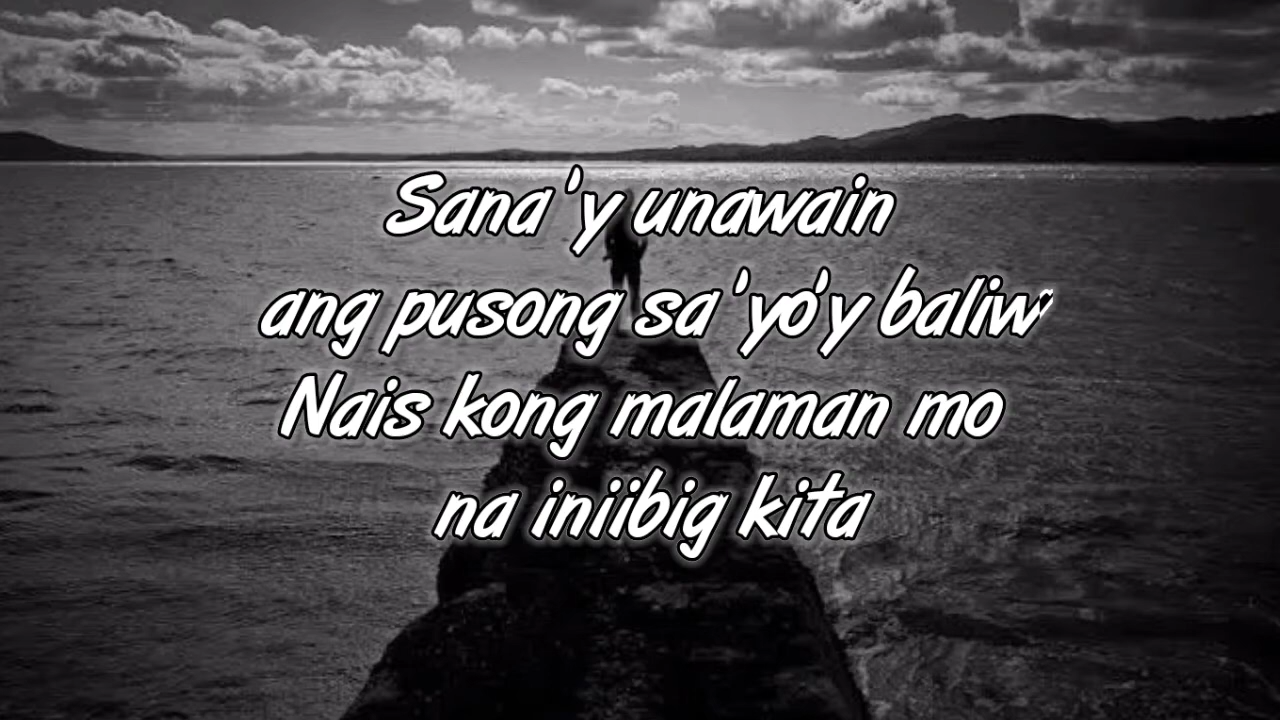 Sana'y unawain
ang pusong sa'yo'y baliw
Nais kong malaman mo
na iniibig kita